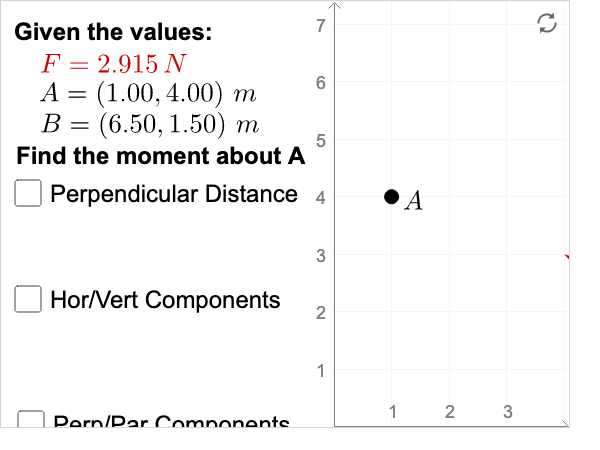 Given the values:
F = 2.915 N
A = (1.00, 4.00) m
B = (6.50, 1.50) m
Find the moment about A
Perpendicular Distance
Hor/Vert Components
Perp/Par Components
7
6
5
4
3
2
1
A
1 2 3